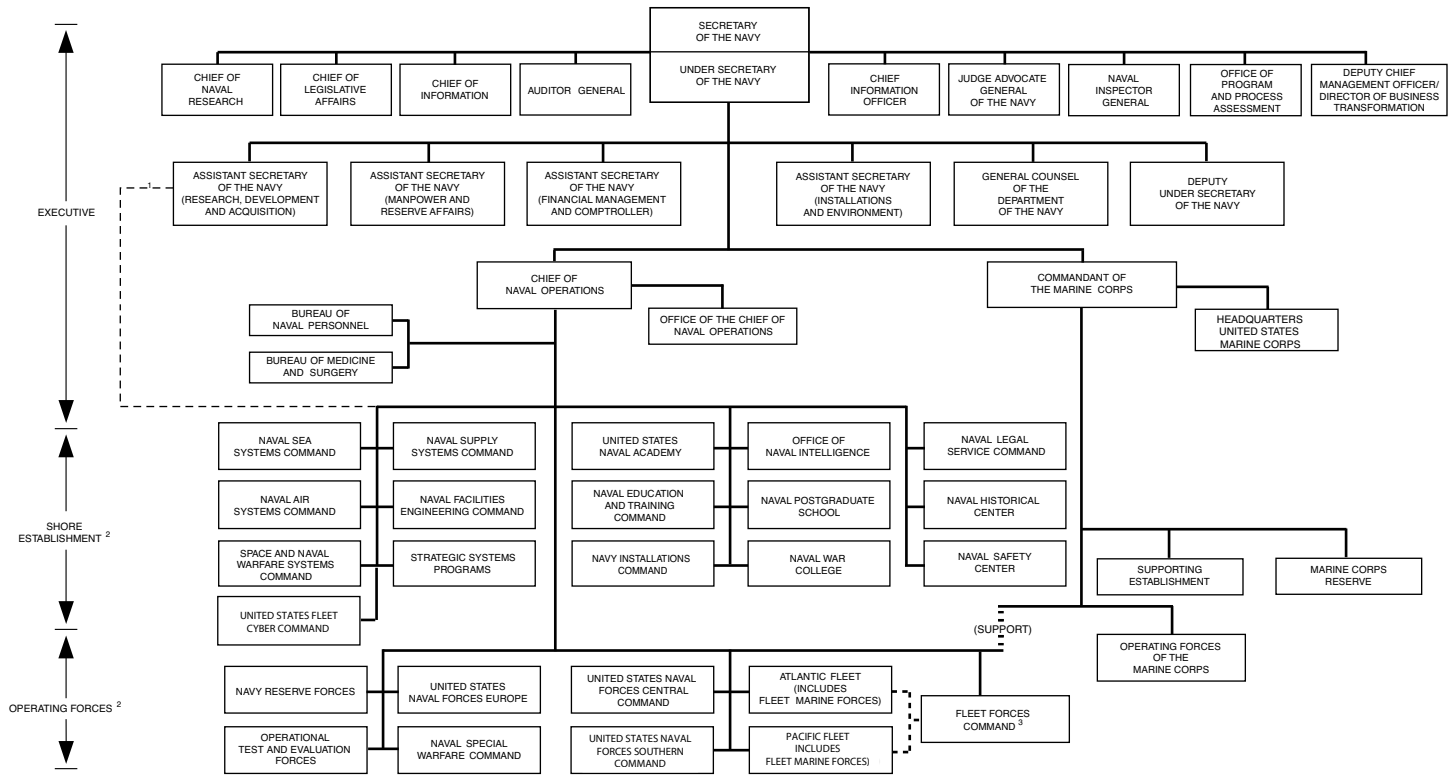 SECRETARY
OF THE NAVY
UNDER SECRETARY
OF THE NAVY
CHIEF OF
NAVAL
RESEARCH
CHIEF OF
LEGISLATIVE
AFFAIRS
CHIEF OF
INFORMATION
AUDITOR GENERAL
CHIEF
INFORMATION
OFFICER
JUDGE ADVOCATE
GENERAL
OF THE NAVY
NAVAL
INSPECTOR
GENERAL
OFFICE OF
PROGRAM
AND PROCESS
ASSESSMENT
DEPUTY CHIEF
MANAGEMENT OFFICER/
DIRECTOR OF BUSINESS
TRANSFORMATION
EXECUTIVE
1
ASSISTANT SECRETARY
OF THE NAVY
(RESEARCH, DEVELOPMENT
AND ACQUISITION)
ASSISTANT SECRETARY
OF THE NAVY
(MANPOWER AND
RESERVE AFFAIRS)
ASSISTANT SECRETARY
OF THE NAVY
(FINANCIAL MANAGEMENT
AND COMPTROLLER)
ASSISTANT SECRETARY
OF THE NAVY
(INSTALLATIONS
AND ENVIRONMENT)
GENERAL COUNSEL
OF THE
DEPARTMENT
OF THE NAVY
DEPUTY
UNDER SECRETARY
OF THE NAVY
CHIEF OF
NAVAL OPERATIONS
OFFICE OF THE CHIEF OF
NAVAL OPERATIONS
COMMANDANT OF
THE MARINE CORPS
HEADQUARTERS
UNITED STATES
MARINE CORPS
BUREAU OF
NAVAL PERSONNEL
BUREAU OF MEDICINE
AND SURGERY
SHORE
ESTABLISHMENT 2
NAVAL SEA
SYSTEMS COMMAND
NAVAL SUPPLY
SYSTEMS COMMAND
UNITED STATES
NAVAL ACADEMY
OFFICE OF
NAVAL INTELLIGENCE
NAVAL LEGAL
SERVICE COMMAND
NAVAL AIR
SYSTEMS COMMAND
NAVAL FACILITIES
ENGINEERING COMMAND
NAVAL EDUCATION
AND TRAINING
COMMAND
NAVAL POSTGRADUATE
SCHOOL
NAVAL HISTORICAL
CENTER
SPACE AND NAVAL
WARFARE SYSTEMS
COMMAND
STRATEGIC SYSTEMS
PROGRAMS
NAVY INSTALLATIONS
COMMAND
NAVAL WAR
COLLEGE
NAVAL SAFETY
CENTER
SUPPORTING
ESTABLISHMENT
MARINE CORPS
RESERVE
UNITED STATES FLEET
CYBER COMMAND
(SUPPORT)
OPERATING FORCES
OF THE
MARINE CORPS
OPERATING FORCES 2
NAVY RESERVE FORCES
UNITED STATES
NAVAL FORCES EUROPE
UNITED STATES NAVAL
FORCES CENTRAL
COMMAND
ATLANTIC FLEET
(INCLUDES
FLEET MARINE FORCES)
FLEET FORCES
COMMAND 3
OPERATIONAL
TEST AND EVALUATION
FORCES
NAVAL SPECIAL
WARFARE COMMAND
UNITED STATES NAVAL
FORCES SOUTHERN
COMMAND
PACIFIC FLEET
INCLUDES
FLEET MARINE FORCES)